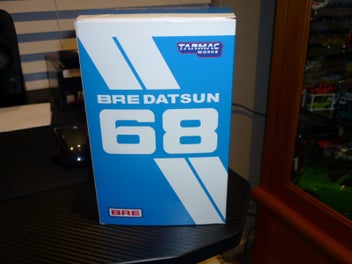 TARMAC
WORKS
BRE DATSUN
68
BRE